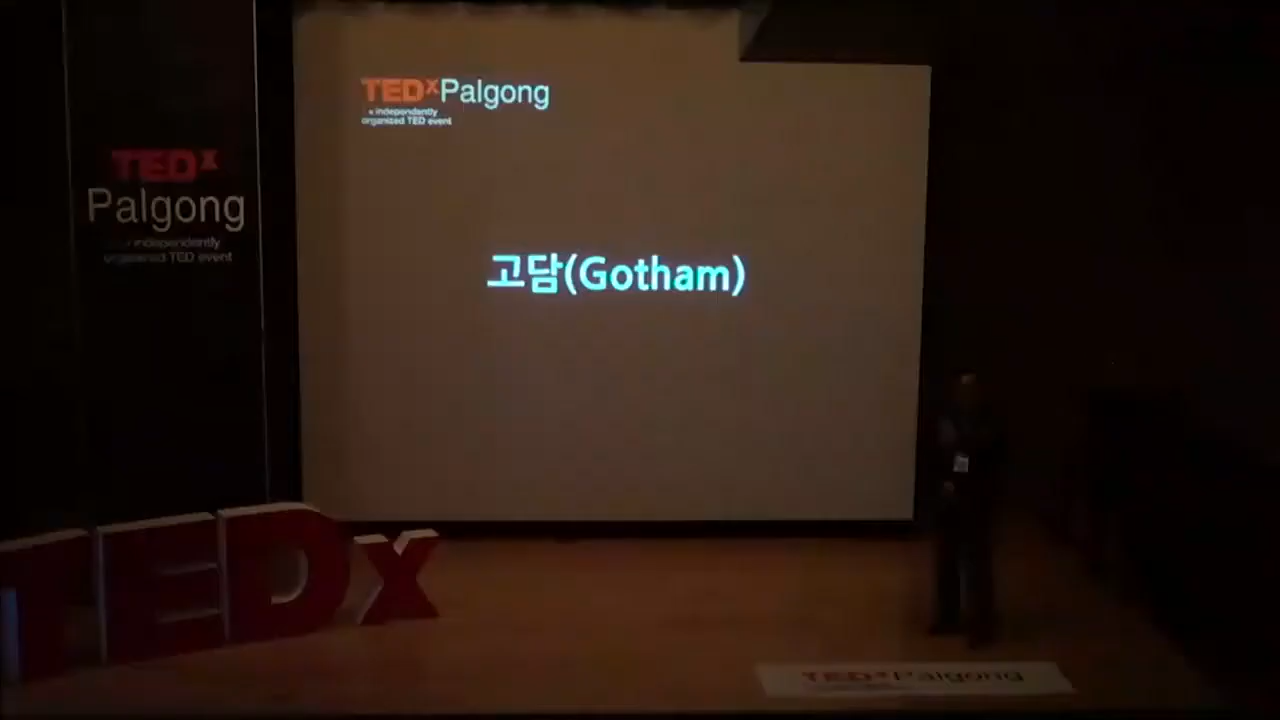 TEDxPalgong
x independently
organized TED event
고담(Gotham)
TEDx
Palgong
x independently
organized TED event
TEDx
TEDxPalgong